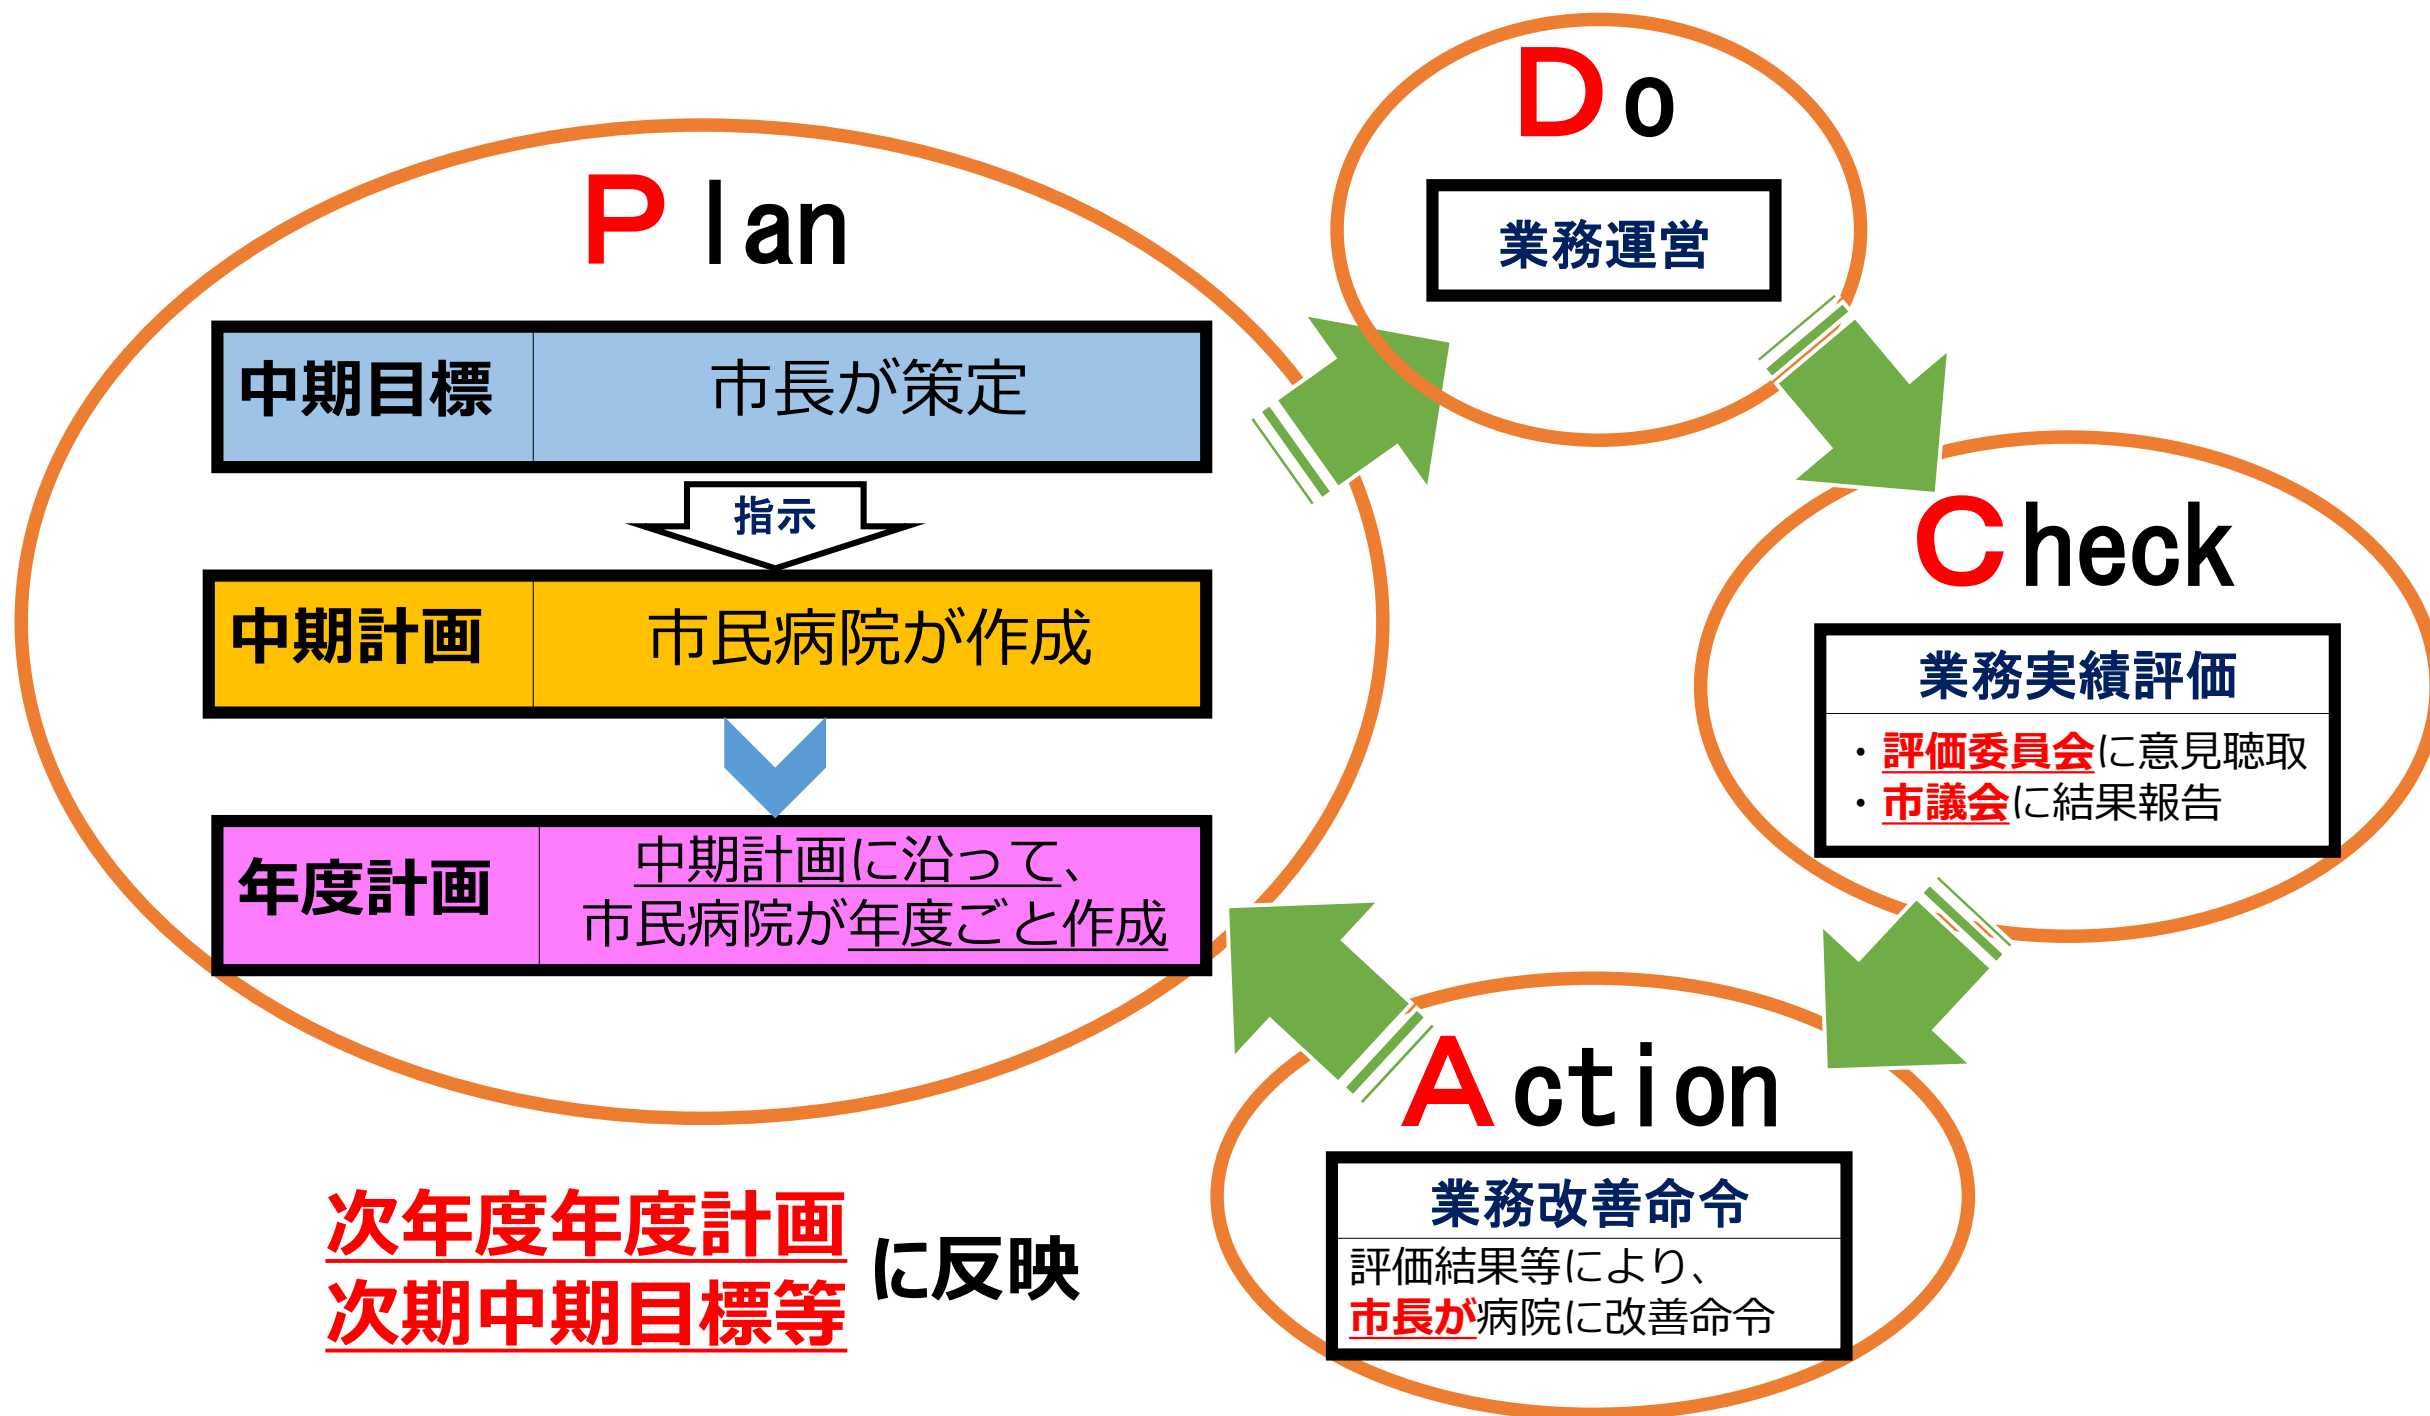 Plan
中期目標 市長が策定
指示
中期計画 市民病院が作成
年度計画 中期計画に沿って、
市民病院が年度ごと作成
Do
業務運営
Check
業務実績評価
・評価委員会に意見聴取
・市議会に結果報告
Action
業務改善命令
評価結果等により、
市長が病院に改善命令
次年度年度計画
次期中期目標等
に反映